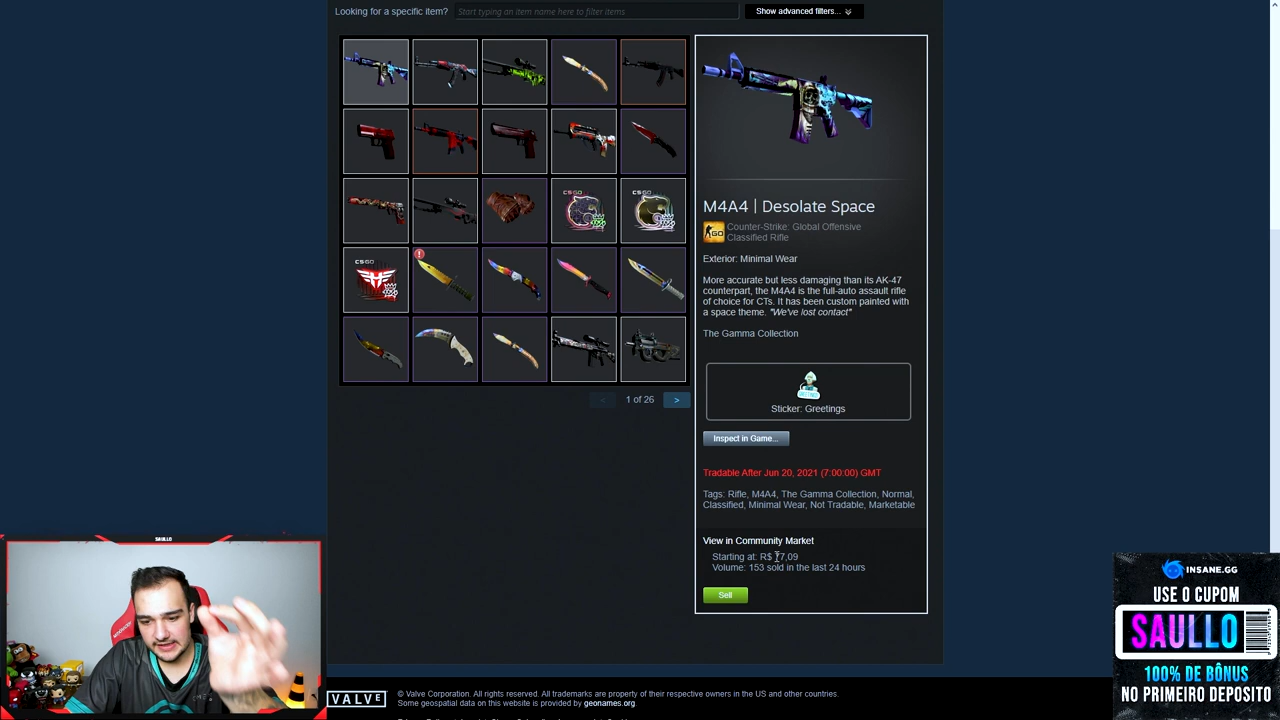 Looking for a specific item?
Start typing an item name here to filter items
Show advanced filters...
M4A4 | Desolate Space
Counter-Strike: Global Offensive
Classified Rifle
Exterior: Minimal Wear
More accurate but less damaging than its AK-47
counterpart, the M4A4 is the full-auto assault rifle
of choice for CTs. It has been custom painted with
a space theme. "We've lost contact"
The Gamma Collection
Sticker: Greetings
Inspect in Game...
Tradable After Jun 20, 2021 (7:00:00) GMT
Tags: Rifle, M4A4, The Gamma Collection, Normal,
Classified, Minimal Wear, Not Tradable, Marketable
View in Community Market
Starting at: R$
Volume: 153 sold in the last 24 hours
Sell
CS GO
CS GO
CS GO
< 1 of 26 >
SAULLO
INSANE.GG
USE O CUPOM
SAULLO
100% DE BÔNUS
NO PRIMEIRO DEPOSITO
VALVE
© Valve Corporation. All rights reserved. All trademarks are property of their respective owners in the US and other countries.
Some geospatial data on this website is provided by geonames.org.